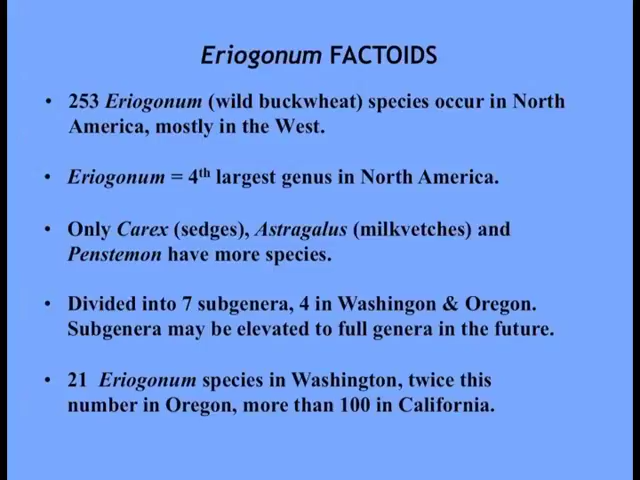 Eriogonum FACTOIDS
• 253 Eriogonum (wild buckwheat) species occur in North
America, mostly in the West.
• Eriogonum = 4th largest genus in North America.
• Only Carex (sedges), Astragalus (milkvetches) and
Penstemon have more species.
• Divided into 7 subgenera, 4 in Washingon & Oregon.
Subgenera may be elevated to full genera in the future.
• 21 Eriogonum species in Washington, twice this
number in Oregon, more than 100 in California.